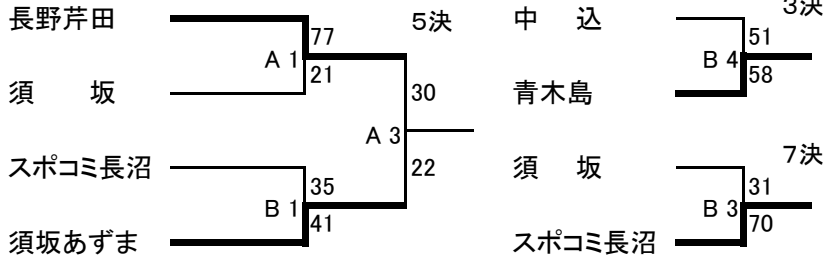 長野芹田
77
5決
A 1
21
須 坂
30
A 3
スポコミ長沼
22
35
B 1
41
須坂あずま
3決
中 込
51
B 4
58
青木島
7決
須 坂
31
B 3
70
スポコミ長沼